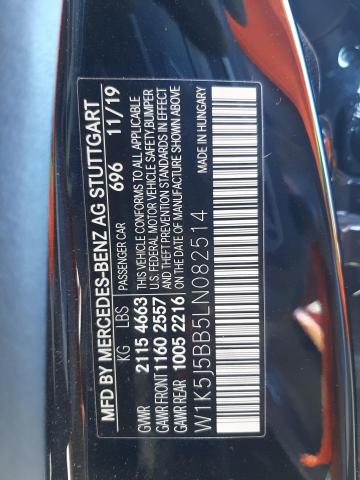 MFD BY MERCEDES-BENZ AG STUTTGART
PASSENGER CAR 696 11/19
KG LBS
GVWR 2115 4663
GAWR FRONT 1160 2557
GAWR REAR 1005 2216
THIS VEHICLE CONFORMS TO ALL APPLICABLE
U.S. FEDERAL MOTOR VEHICLE SAFETY, BUMPER
AND THEFT PREVENTION STANDARDS IN EFFECT
ON THE DATE OF MANUFACTURE SHOWN ABOVE
MADE IN HUNGARY
W1K5J5BB5LN082514